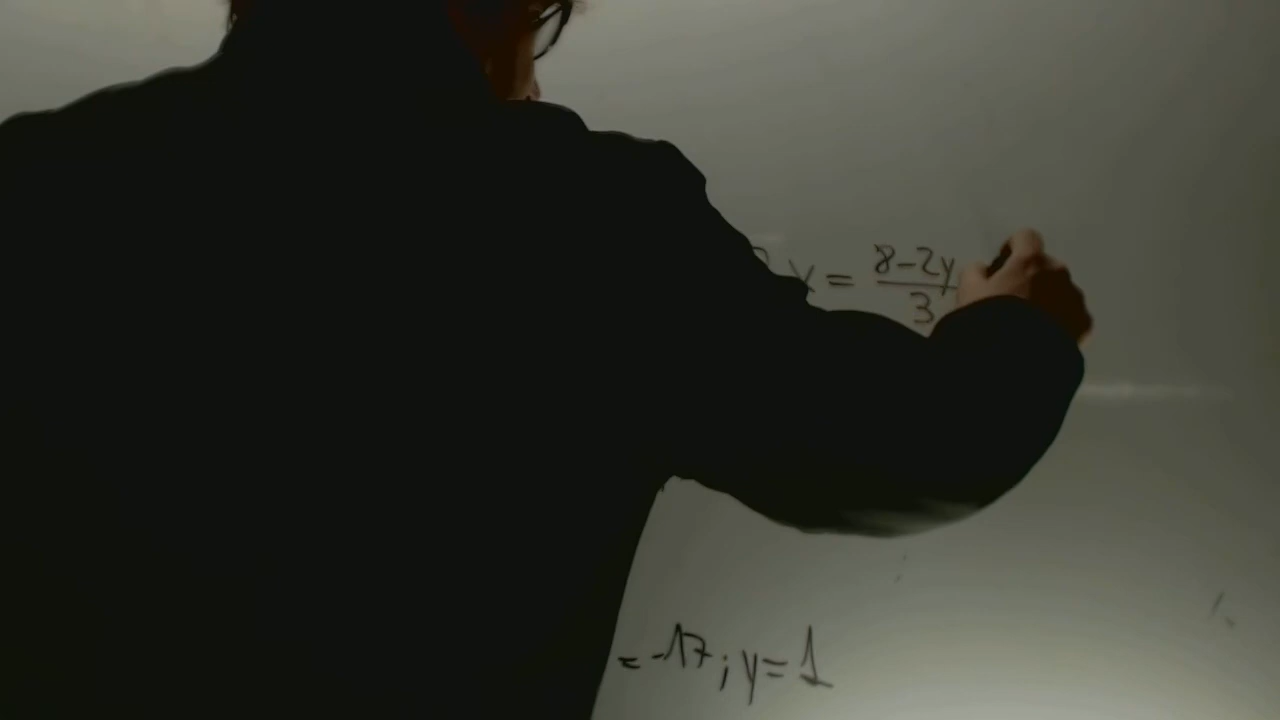 x = 8-2y
3
= -17 ; y = 1